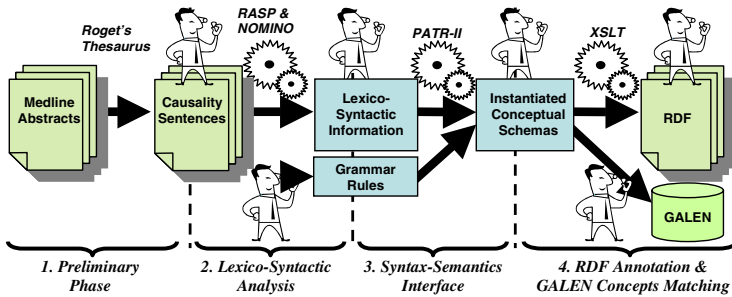 Roget's
Thesaurus
RASP &
NOMINO
PATR-II
XSLT
Medline
Abstracts
Causality
Sentences
Lexico-
Syntactic
Information
Instantiated
Conceptual
Schemas
RDF
Grammar
Rules
GALEN
1. Preliminary
Phase
2. Lexico-Syntactic
Analysis
3. Syntax-Semantics
Interface
4. RDF Annotation &
GALEN Concepts Matching